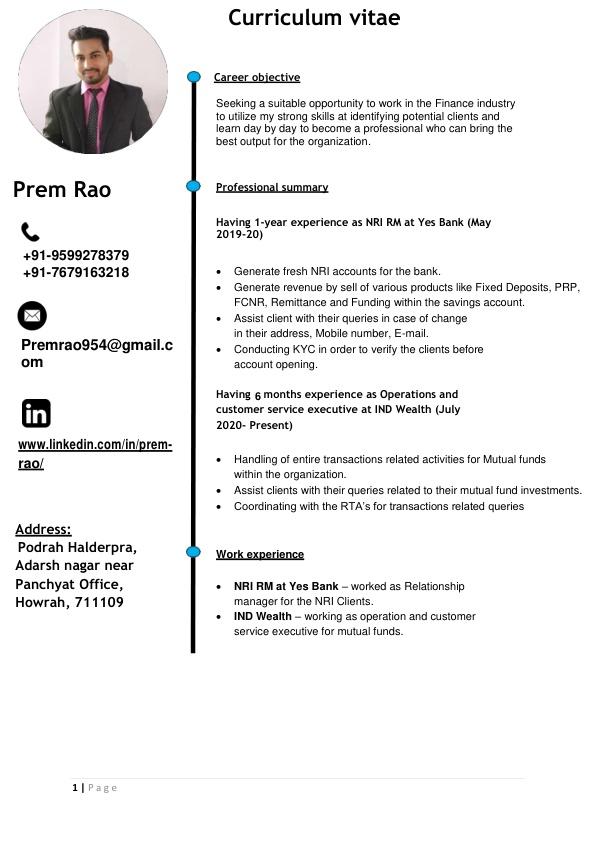 Curriculum vitae
Prem Rao
+91-9599278379
+91-7679163218
Premrao954@gmail.c
om
in
www.linkedin.com/in/prem-
rao/
Address:
Podrah Halderpra,
Adarsh nagar near
Panchyat Office,
Howrah, 711109
Career objective
Seeking a suitable opportunity to work in the Finance industry
to utilize my strong skills at identifying potential clients and
learn day by day to become a professional who can bring the
best output for the organization.
Professional summary
Having 1-year experience as NRI RM at Yes Bank (May
2019-20)
• Generate fresh NRI accounts for the bank.
• Generate revenue by sell of various products like Fixed Deposits, PRP,
FCNR, Remittance and Funding within the savings account.
• Assist client with their queries in case of change
in their address, Mobile number, E-mail.
• Conducting KYC in order to verify the clients before
account opening.
Having 6 months experience as Operations and
customer service executive at IND Wealth (July
2020- Present)
• Handling of entire transactions related activities for Mutual funds
within the organization.
• Assist clients with their queries related to their mutual fund investments.
• Coordinating with the RTA's for transactions related queries
Work experience
• NRI RM at Yes Bank – worked as Relationship
manager for the NRI Clients.
• IND Wealth – working as operation and customer
service executive for mutual funds.
1 | Page